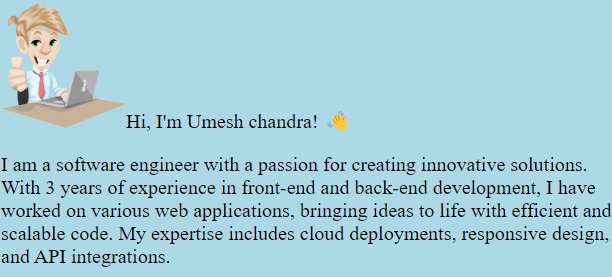 Hi, I'm Umesh chandra! 👋
I am a software engineer with a passion for creating innovative solutions.
With 3 years of experience in front-end and back-end development, I have
worked on various web applications, bringing ideas to life with efficient and
scalable code. My expertise includes cloud deployments, responsive design,
and API integrations.